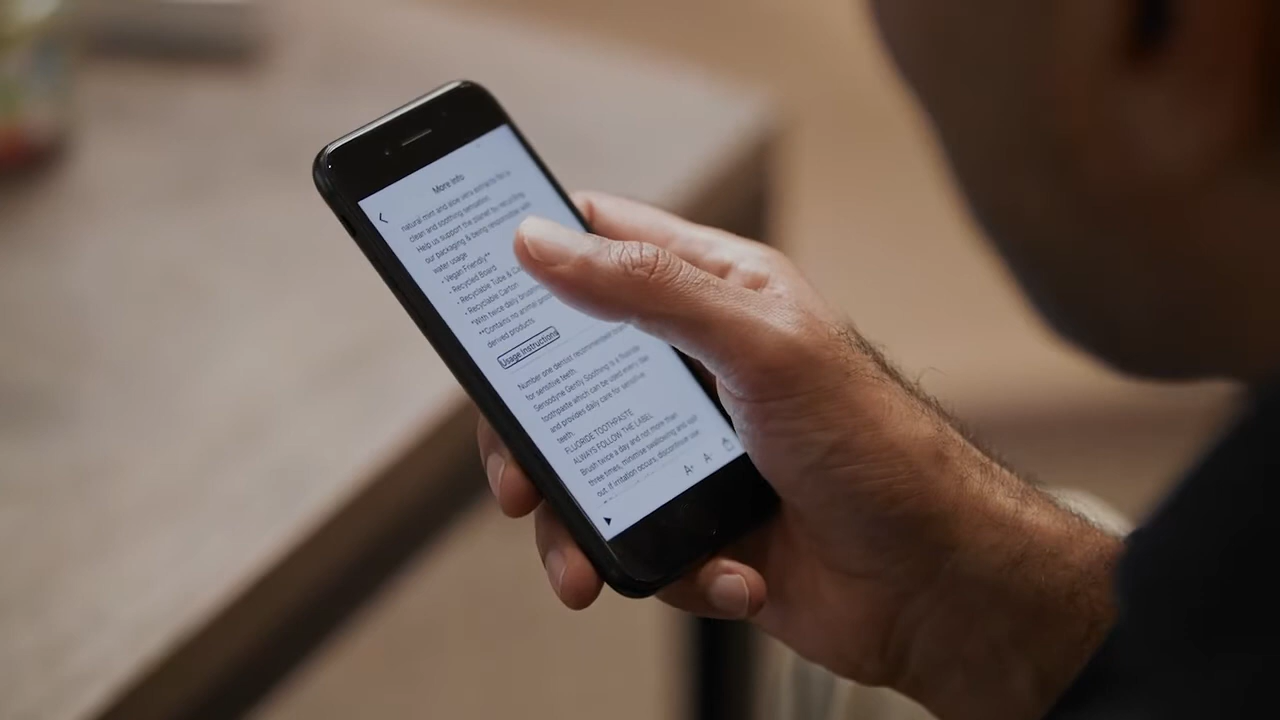 More info
natural mint and aloe vera extracts for a
clean and soothing sensation.
Help us support the planet by recycling
our packaging & being responsible with
water usage
• Vegan Friendly**
• Recycled Board
• Recyclable Tube &
• Recyclable Carton
*With twice daily brushing
**Contains no animal
derived products.
Usage Instructions
Number one dentist recommended
for sensitive teeth.
Sensodyne Gently Soothing is a fluoride
toothpaste which can be used every day
and provides daily care for sensitive
teeth.
FLUORIDE TOOTHPASTE
ALWAYS FOLLOW THE LABEL
Brush twice a day and not more than
three times, minimise swallowing and spit
out. If irritation occurs, discontinue use.
A+ A-